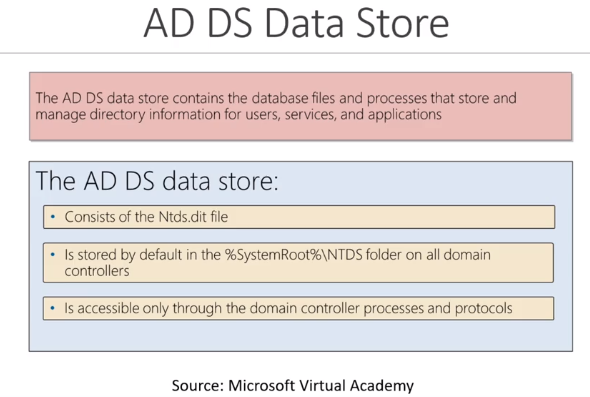 AD DS Data Store
The AD DS data store contains the database files and processes that store and
manage directory information for users, services, and applications
The AD DS data store:
• Consists of the Ntds.dit file
• Is stored by default in the %SystemRoot%\NTDS folder on all domain
controllers
• Is accessible only through the domain controller processes and protocols
Source: Microsoft Virtual Academy